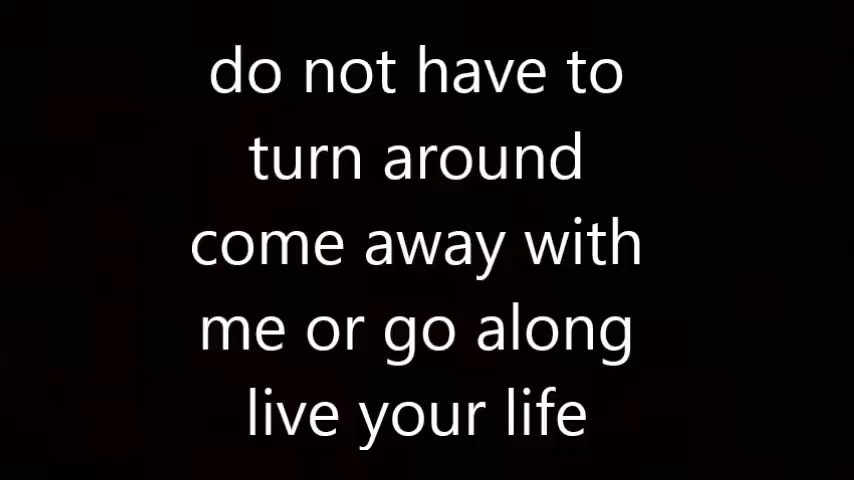 do not have to
turn around
come away with
me or go along
live your life